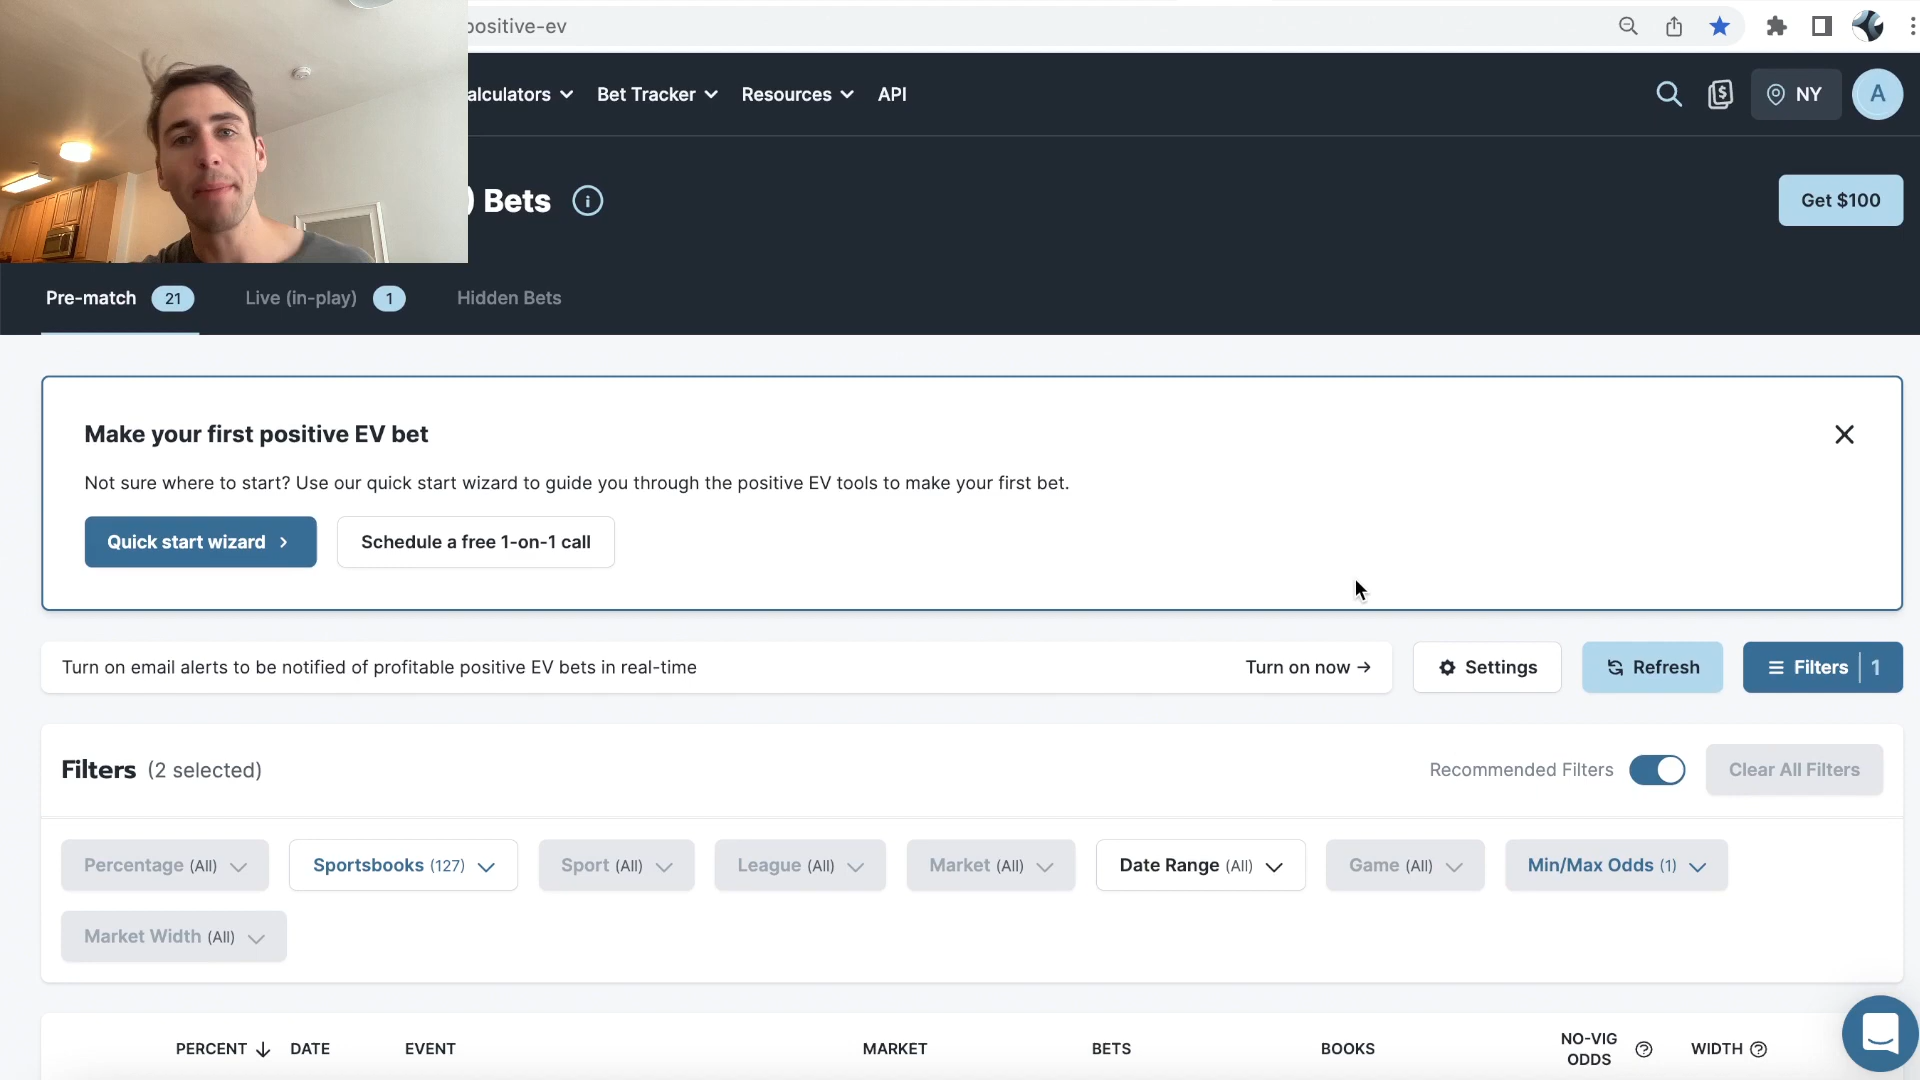 positive-ev
alculators
Bet Tracker
Resources
API
NY
A
) Bets
i
Get $100
Pre-match 21
Live (in-play) 1
Hidden Bets
Make your first positive EV bet
Not sure where to start? Use our quick start wizard to guide you through the positive EV tools to make your first bet.
Quick start wizard
Schedule a free 1-on-1 call
Turn on email alerts to be notified of profitable positive EV bets in real-time
Turn on now →
Settings
Refresh
Filters | 1
Filters (2 selected)
Recommended Filters
Clear All Filters
Percentage (All)
Sportsbooks (127)
Sport (All)
League (All)
Market (All)
Date Range (All)
Game (All)
Min/Max Odds (1)
Market Width (All)
PERCENT ↓
DATE
EVENT
MARKET
BETS
BOOKS
NO-VIG
ODDS
WIDTH